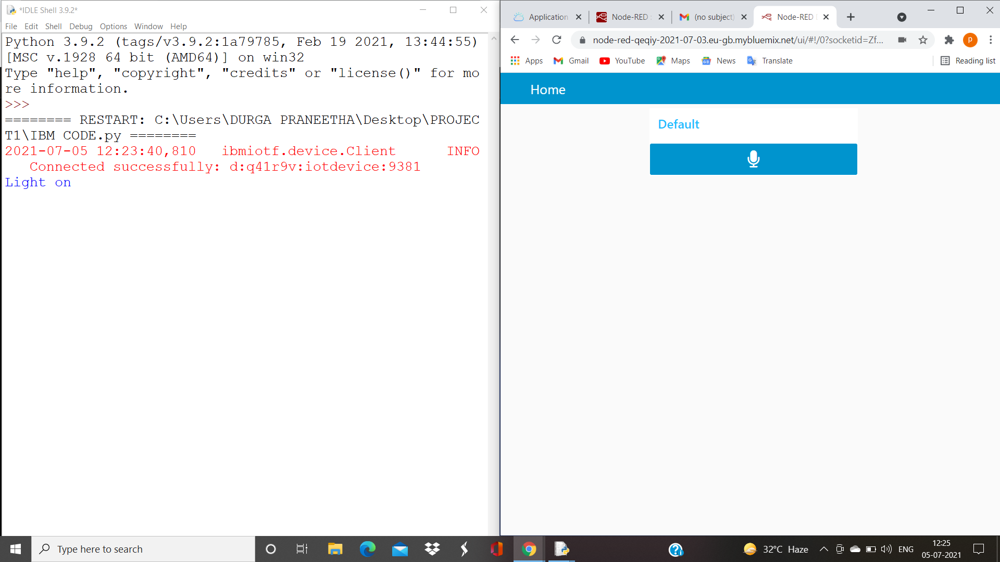 *IDLE Shell 3.9.2*
File Edit Shell Debug Options Window Help
Python 3.9.2 (tags/v3.9.2:1a79785, Feb 19 2021, 13:44:55)
[MSC v.1928 64 bit (AMD64)] on win32
Type "help", "copyright", "credits" or "license()" for mo
re information.
>>>
======== RESTART: C:\Users\DURGA PRANEETHA\Desktop\PROJEC
T1\IBM CODE.py ========
2021-07-05 12:23:40,810   ibmiotf.device.Client      INFO
   Connected successfully: d:q41r9v:iotdevice:9381
Light on
Application Node-RED : (no subject) Node-RED
node-red-qeqiy-2021-07-03.eu-gb.mybluemix.net/ui/#!/0?socketid=Zf... P
Apps Gmail YouTube Maps News Translate Reading list
Home
Default
Type here to search
32°C Haze ENG
12:25
05-07-2021